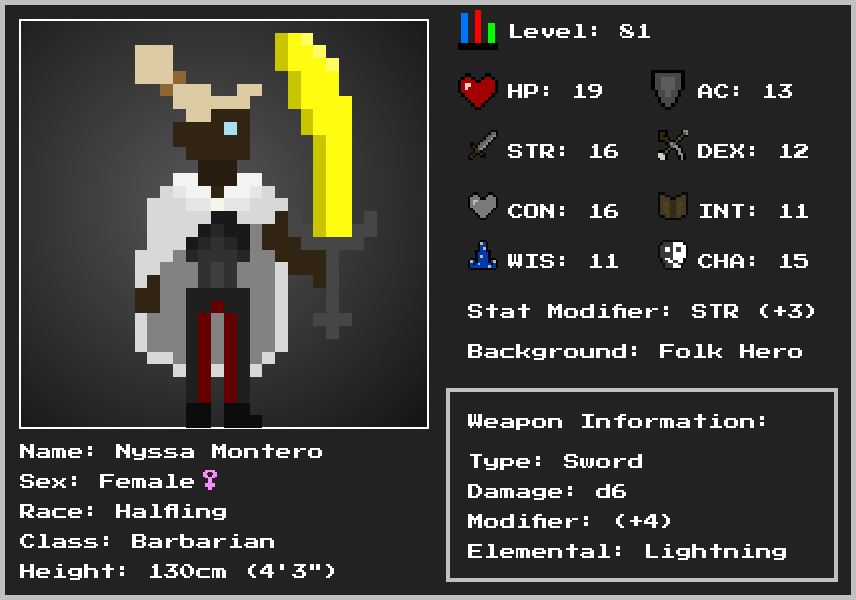 Level: 81
HP: 19
AC: 13
STR: 16
DEX: 12
CON: 16
INT: 11
WIS: 11
CHA: 15
Stat Modifier: STR (+3)
Background: Folk Hero
Name: Nyssa Montero
Sex: Female♀
Race: Halfling
Class: Barbarian
Height: 130cm (4'3")
Weapon Information:
Type: Sword
Damage: d6
Modifier: (+4)
Elemental: Lightning